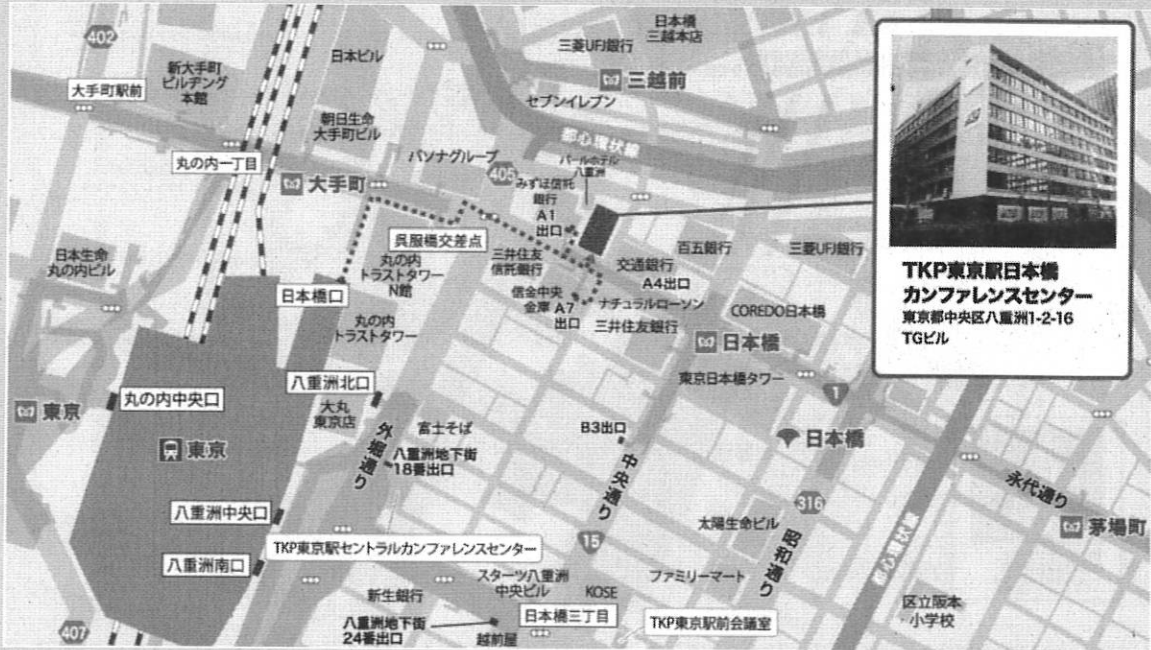 402
新大手町
ビルヂング
本館
日本ビル
三菱UFJ銀行
日本橋
三越本店
三越前
セブンイレブン
大手町駅前
朝日生命
大手町ビル
パソナグループ
都心環状線
丸の内一丁目
大手町
405
パールホテル
八重洲
みずほ信託
銀行
A1
出口
呉服橋交差点
日本生命
丸の内ビル
丸の内
トラストタワー
N館
三井住友
信託銀行
百五銀行
三菱UFJ銀行
交通銀行
A4出口
日本橋口
信金中央
金庫
A7
出口
ナチュラルローソン
三井住友銀行
COREDO日本橋
丸の内
トラストタワー
日本橋
東京日本橋タワー
1
TKP東京駅日本橋
カンファレンスセンター
東京都中央区八重洲1-2-16
TGビル
八重洲北口
丸の内中央口
東京
大丸
東京店
東京
外堀通り
富士そば
八重洲地下街
18番出口
B3出口
中央通り
日本橋
永代通り
茅場町
八重洲中央口
316
太陽生命ビル
昭和通り
都心環状線
TKP東京駅セントラルカンファレンスセンター
15
八重洲南口
スターツ八重洲
中央ビル
KOSE
ファミリーマート
新生銀行
日本橋三丁目
TKP東京駅前会議室
区立阪本
小学校
八重洲地下街
24番出口
越前屋
407